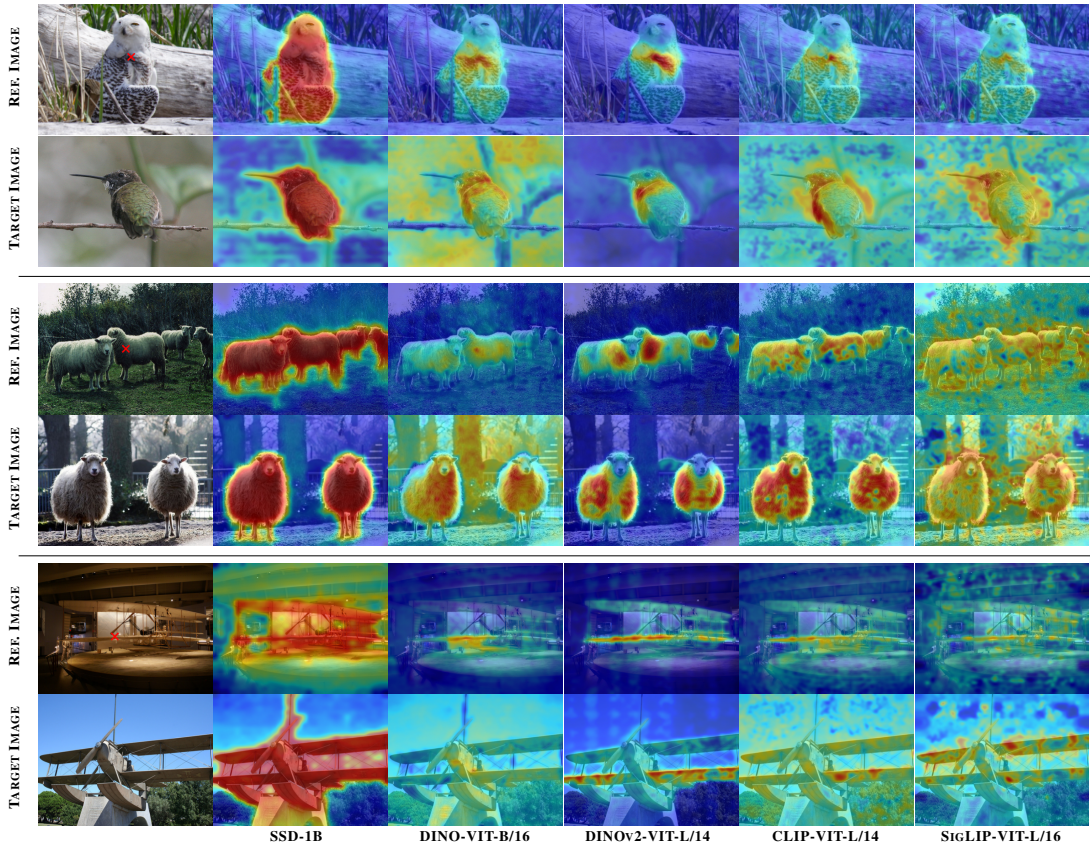 REF. IMAGE
TARGET IMAGE
REF. IMAGE
TARGET IMAGE
REF. IMAGE
TARGET IMAGE
SSD-1B DINO-VIT-B/16 DINOV2-VIT-L/14 CLIP-VIT-L/14 SIGLIP-VIT-L/16